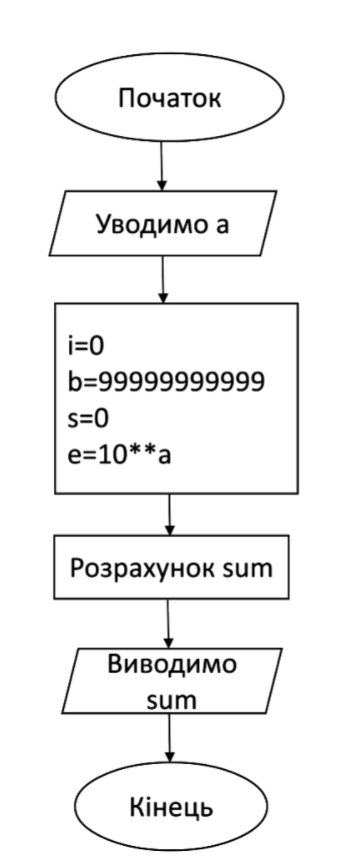 Початок
Уводимо a
i=0
b=99999999999
s=0
e=10**a
Розрахунок sum
Виводимо
sum
Кінець